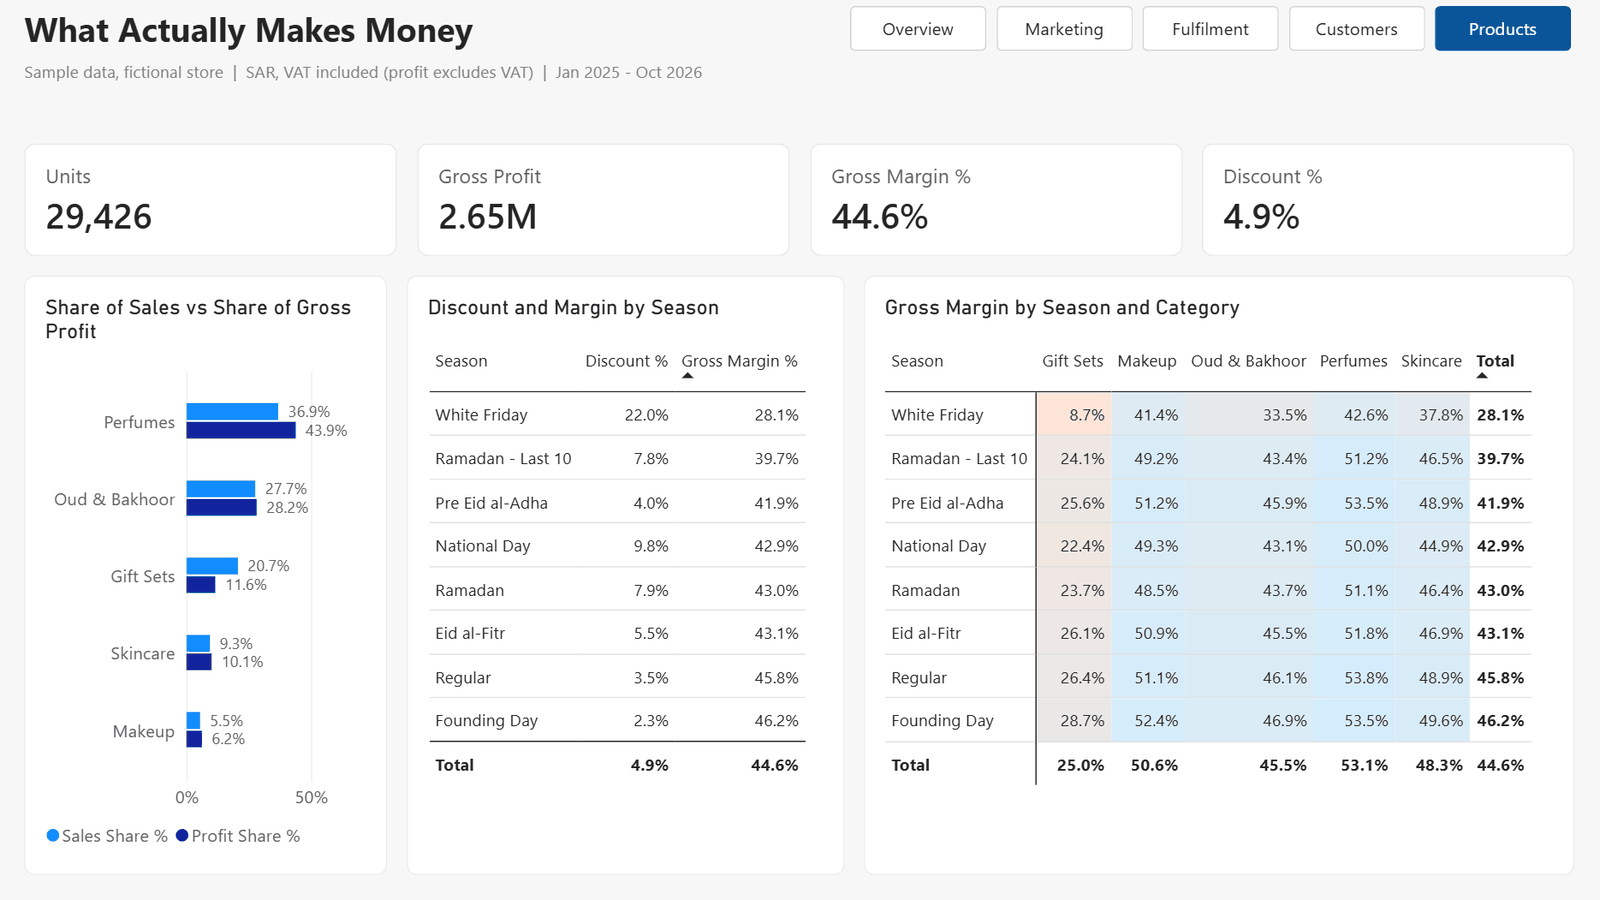 What Actually Makes Money
Overview
Marketing
Fulfilment
Customers
Products
Sample data, fictional store | SAR, VAT included (profit excludes VAT) | Jan 2025 - Oct 2026
Units
29,426
Gross Profit
2.65M
Gross Margin %
44.6%
Discount %
4.9%
Share of Sales vs Share of Gross
Profit
Perfumes
36.9%
43.9%
Oud & Bakhoor
27.7%
28.2%
Gift Sets
20.7%
11.6%
Skincare
9.3%
10.1%
Makeup
5.5%
6.2%
0% 50%
Sales Share % Profit Share %
Discount and Margin by Season
Season Discount % Gross Margin %
White Friday 22.0% 28.1%
Ramadan - Last 10 7.8% 39.7%
Pre Eid al-Adha 4.0% 41.9%
National Day 9.8% 42.9%
Ramadan 7.9% 43.0%
Eid al-Fitr 5.5% 43.1%
Regular 3.5% 45.8%
Founding Day 2.3% 46.2%
Total 4.9% 44.6%
Gross Margin by Season and Category
Season Gift Sets Makeup Oud & Bakhoor Perfumes Skincare Total
White Friday 8.7% 41.4% 33.5% 42.6% 37.8% 28.1%
Ramadan - Last 10 24.1% 49.2% 43.4% 51.2% 46.5% 39.7%
Pre Eid al-Adha 25.6% 51.2% 45.9% 53.5% 48.9% 41.9%
National Day 22.4% 49.3% 43.1% 50.0% 44.9% 42.9%
Ramadan 23.7% 48.5% 43.7% 51.1% 46.4% 43.0%
Eid al-Fitr 26.1% 50.9% 45.5% 51.8% 46.9% 43.1%
Regular 26.4% 51.1% 46.1% 53.8% 48.9% 45.8%
Founding Day 28.7% 52.4% 46.9% 53.5% 49.6% 46.2%
Total 25.0% 50.6% 45.5% 53.1% 48.3% 44.6%